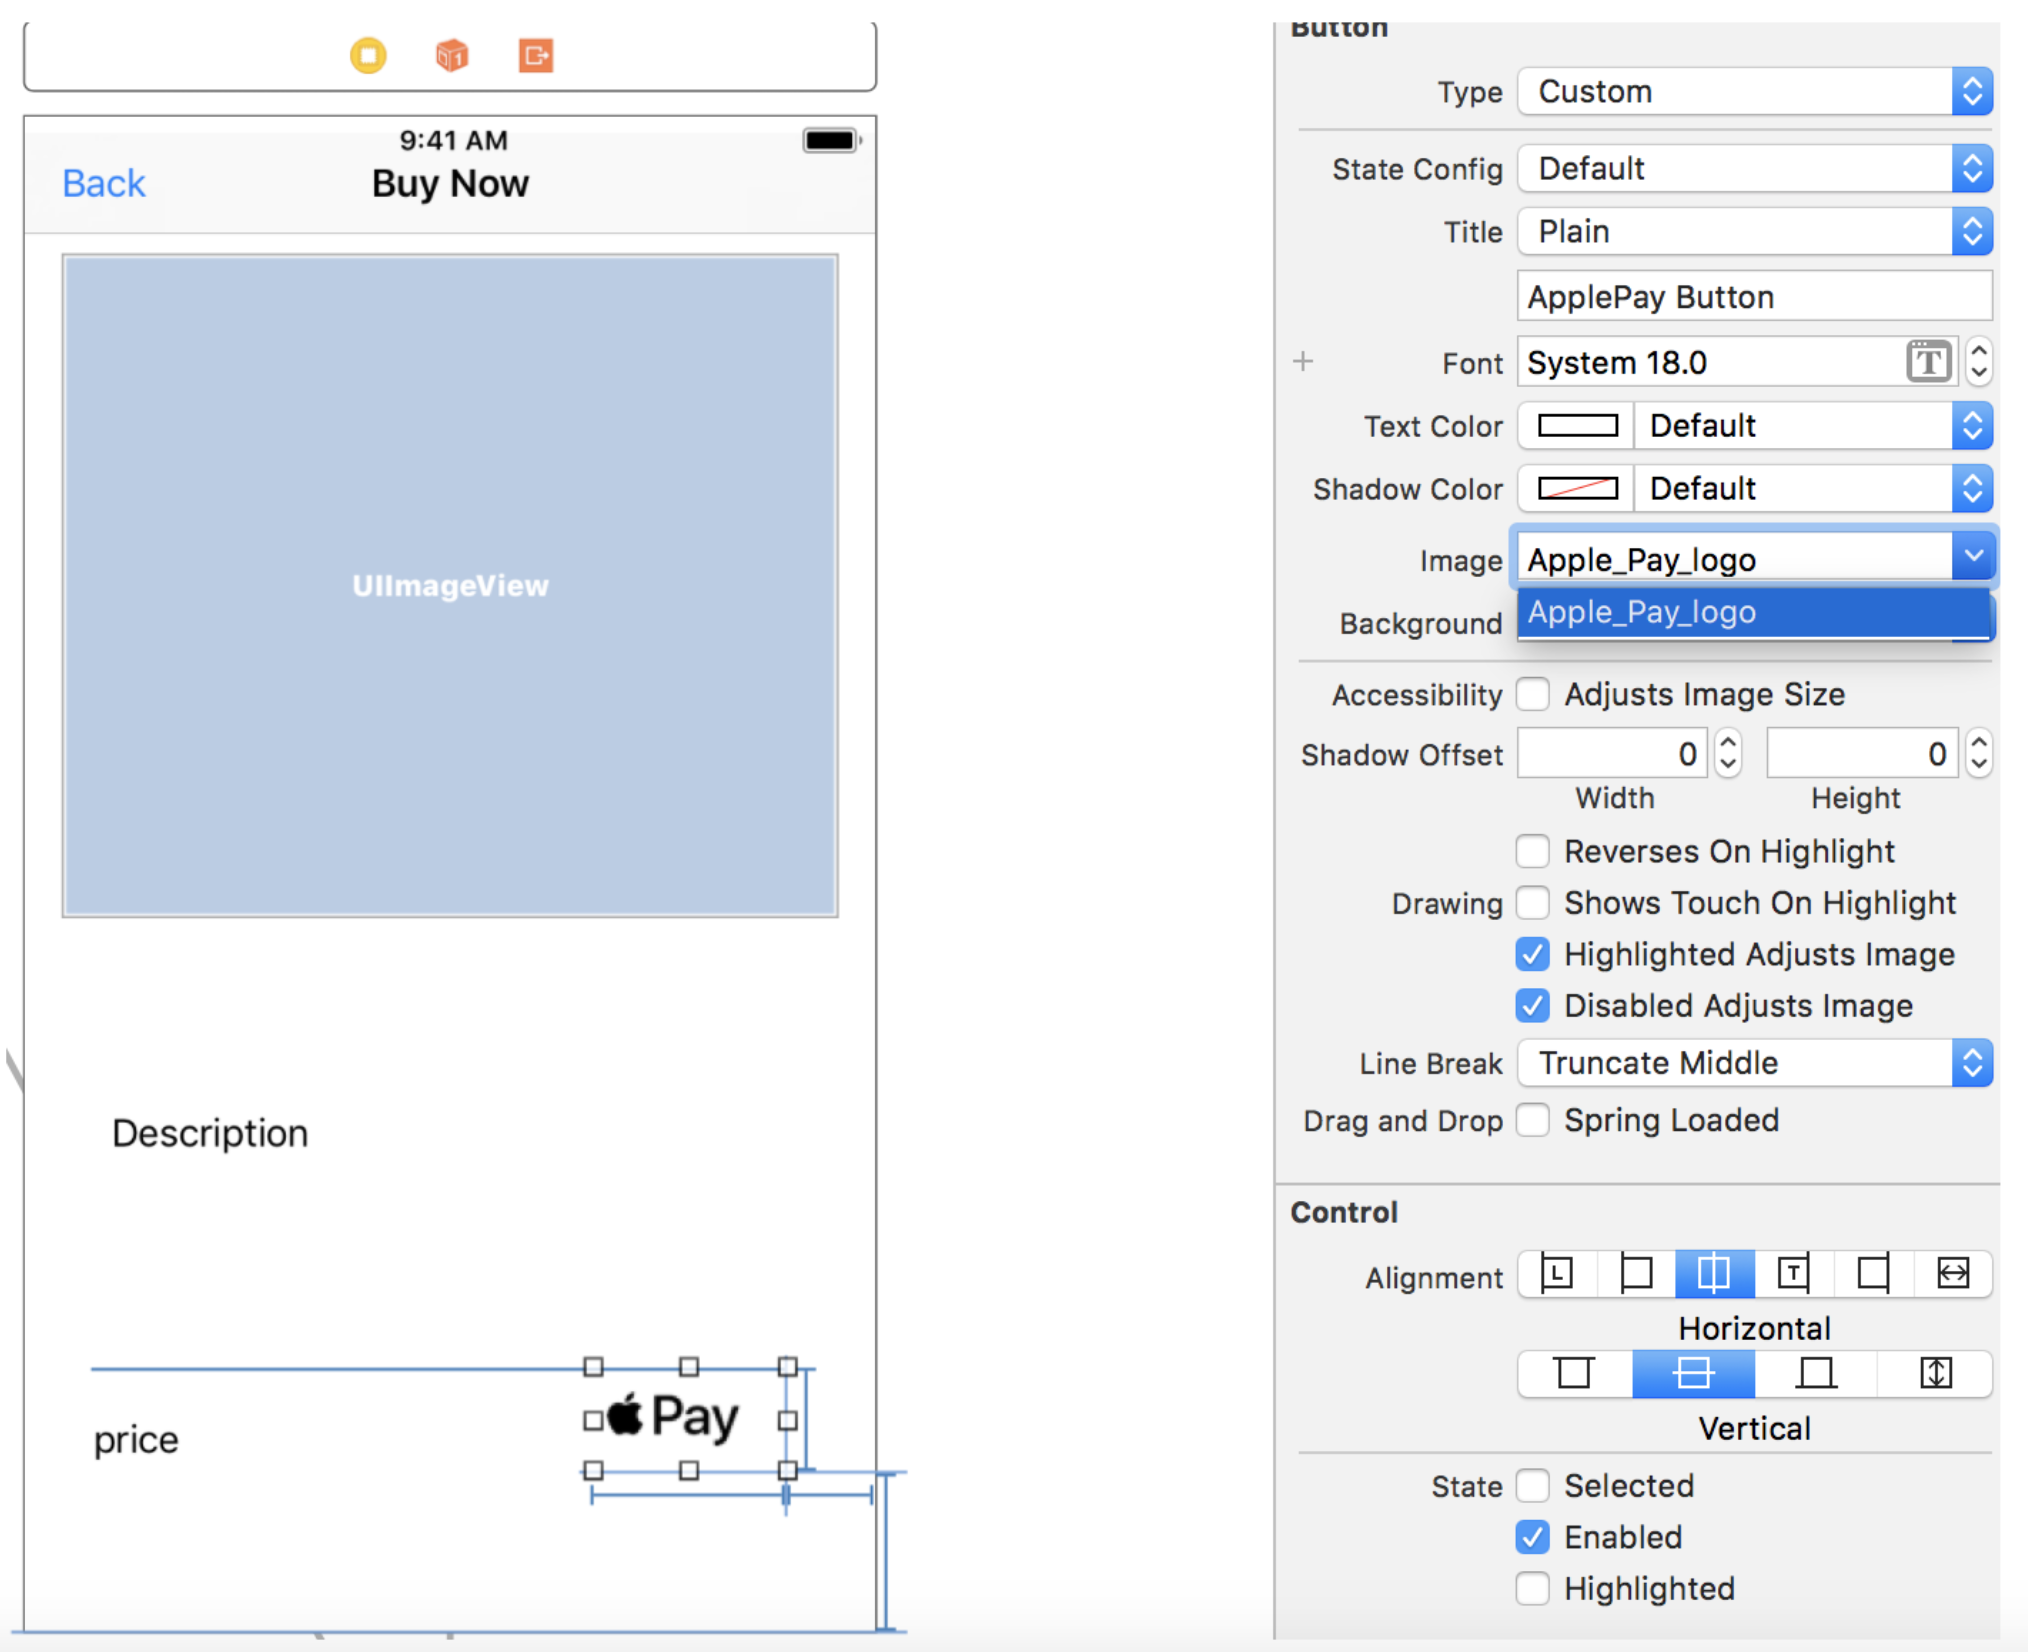 9:41 AM
Back
Buy Now
UIImageView
Description
price
Pay
Button
Type Custom
State Config Default
Title Plain
ApplePay Button
+ Font System 18.0 T
Text Color Default
Shadow Color Default
Image Apple_Pay_logo
Apple_Pay_logo
Background
Accessibility Adjusts Image Size
Shadow Offset 0 0
Width Height
Reverses On Highlight
Drawing Shows Touch On Highlight
Highlighted Adjusts Image
Disabled Adjusts Image
Line Break Truncate Middle
Drag and Drop Spring Loaded
Control
Alignment L T
Horizontal
Vertical
State Selected
Enabled
Highlighted